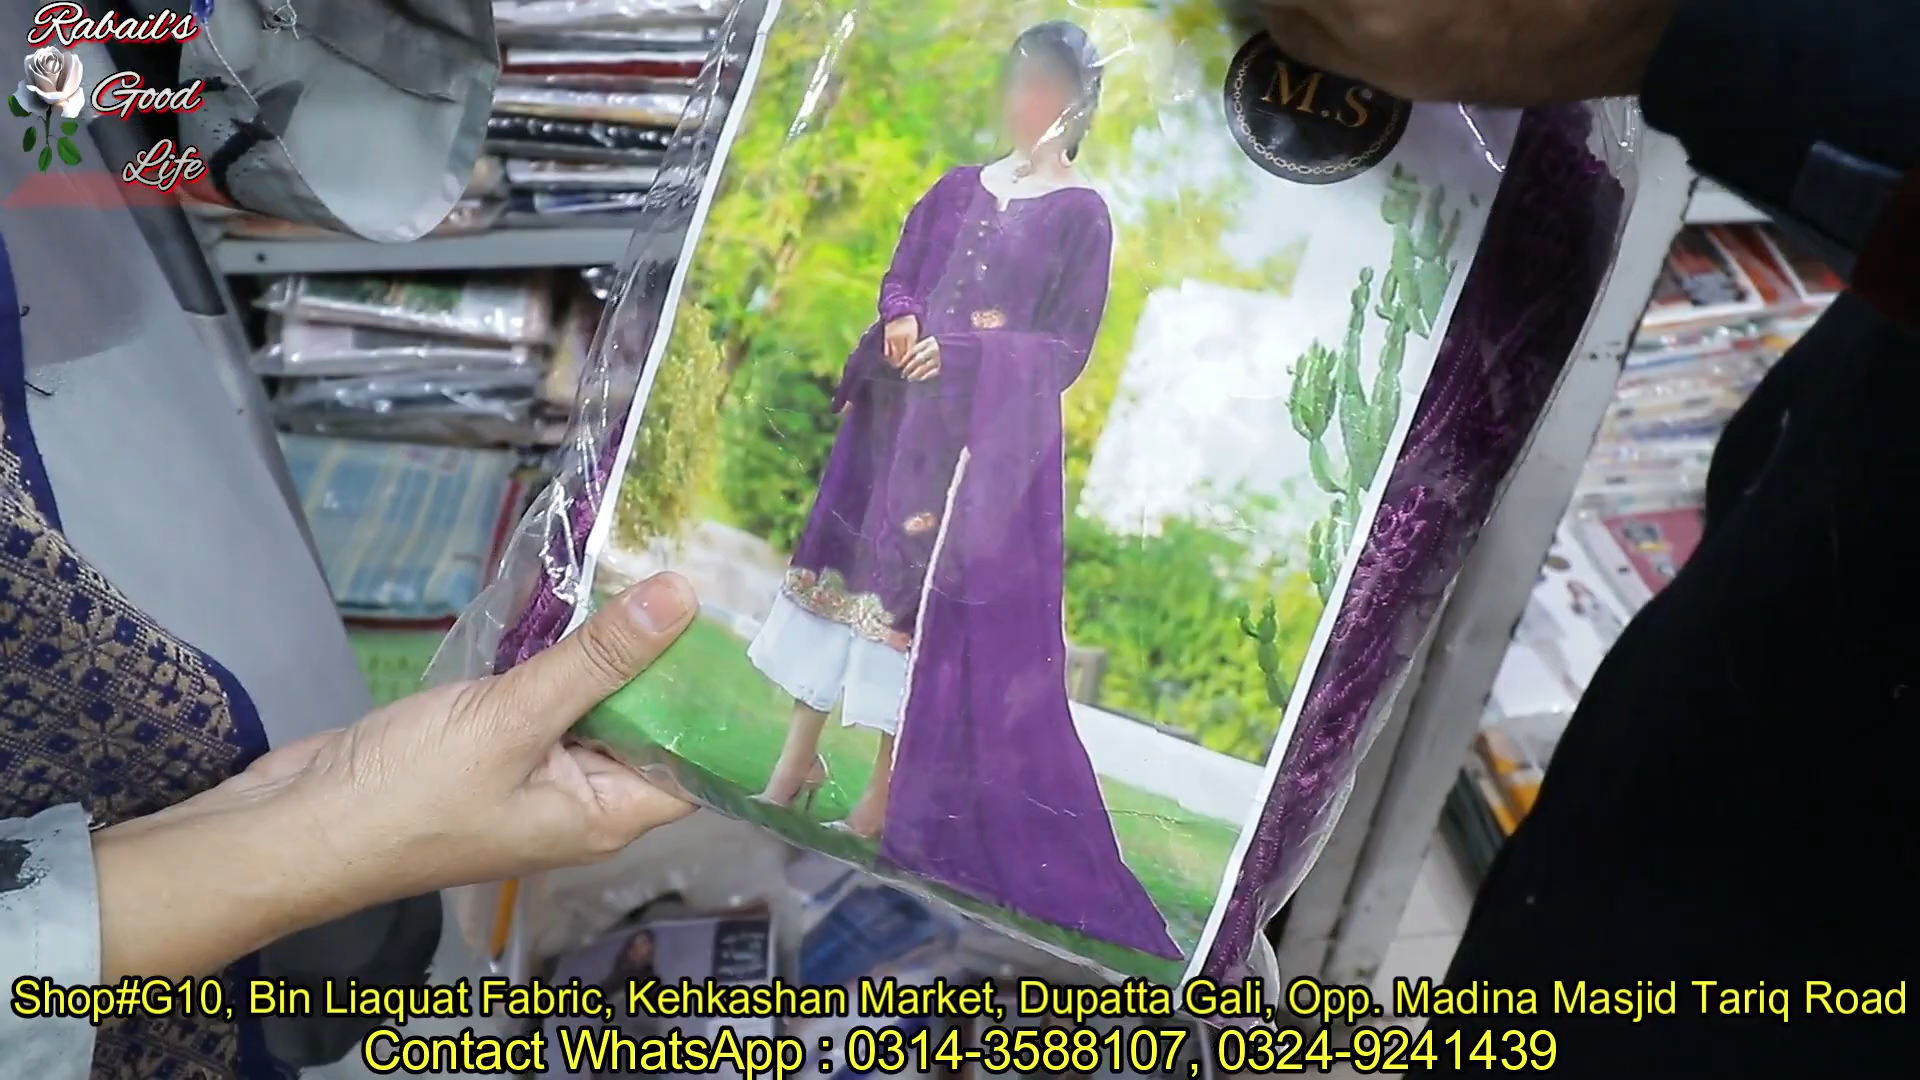 Rabail's
Good
Life
M.S
Shop#G10, Bin Liaquat Fabric, Kehkashan Market, Dupatta Gali, Opp. Madina Masjid Tariq Road
Contact WhatsApp : 0314-3588107, 0324-9241439